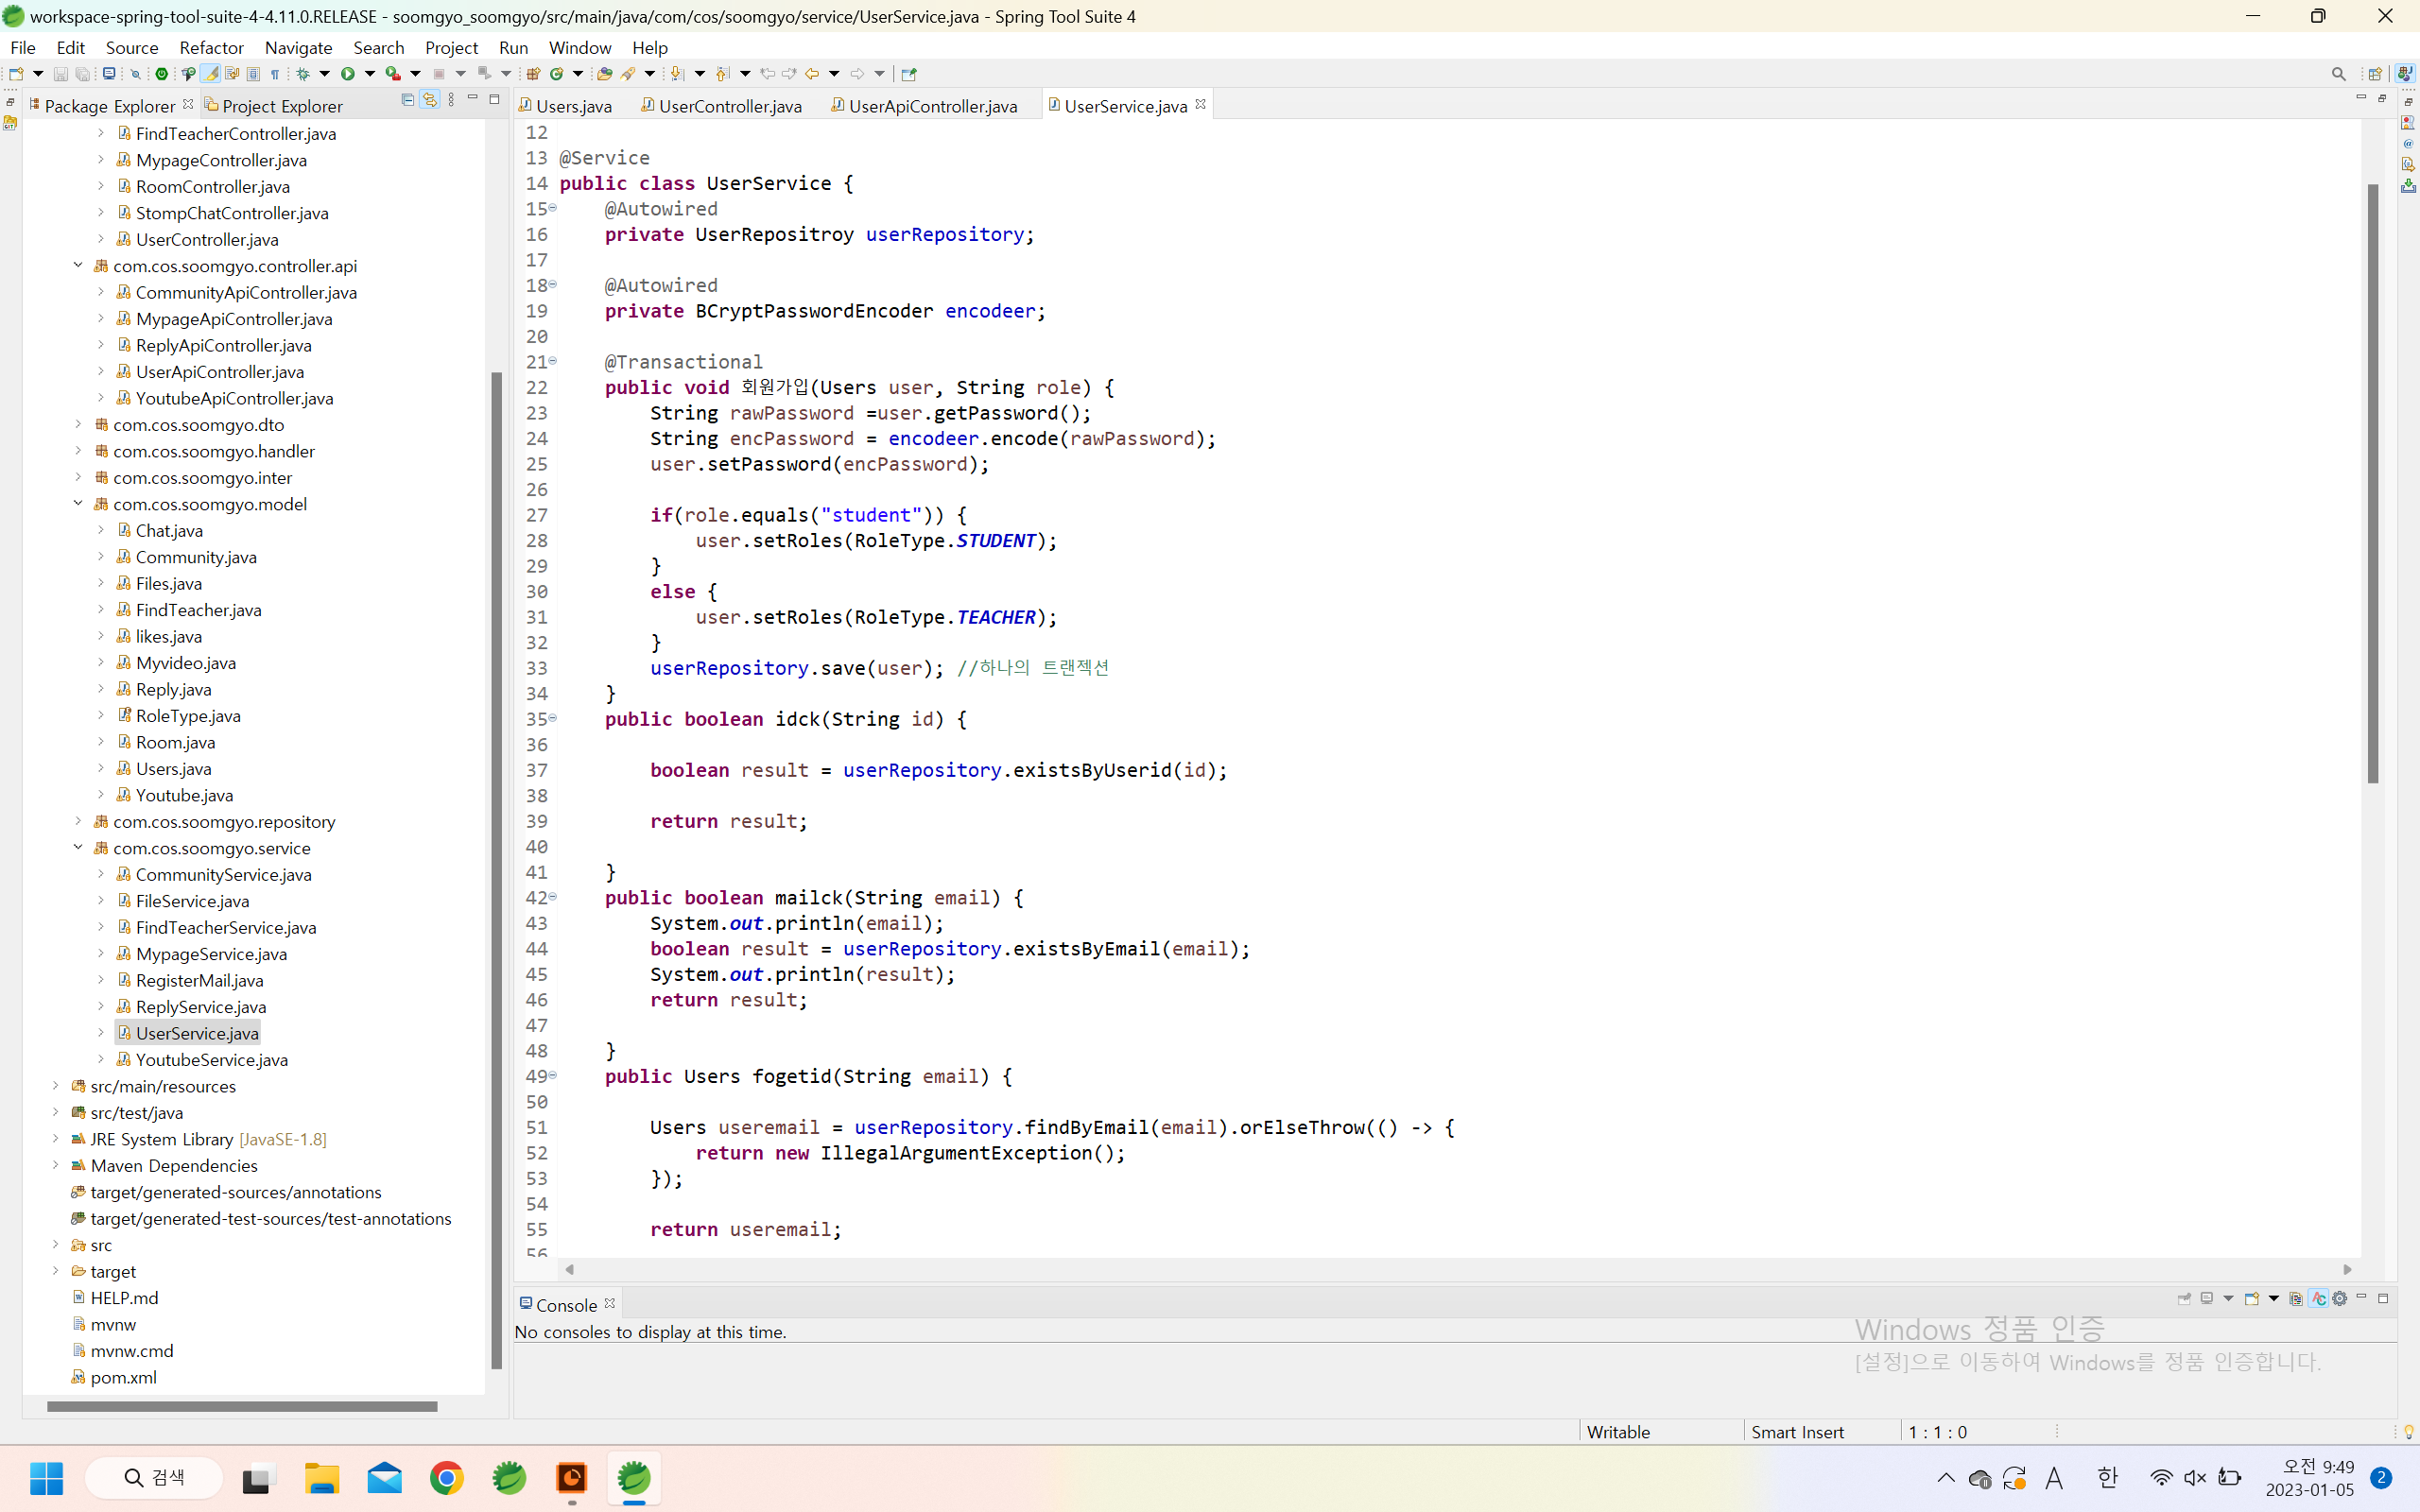 workspace-spring-tool-suite-4-4.11.0.RELEASE - soomgyo_soomgyo/src/main/java/com/cos/soomgyo/service/UserService.java - Spring Tool Suite 4
File Edit Source Refactor Navigate Search Project Run Window Help
Package Explorer Project Explorer
FindTeacherController.java
MypageController.java
RoomController.java
StompChatController.java
UserController.java
com.cos.soomgyo.controller.api
CommunityApiController.java
MypageApiController.java
ReplyApiController.java
UserApiController.java
YoutubeApiController.java
com.cos.soomgyo.dto
com.cos.soomgyo.handler
com.cos.soomgyo.inter
com.cos.soomgyo.model
Chat.java
Community.java
Files.java
FindTeacher.java
likes.java
Myvideo.java
Reply.java
RoleType.java
Room.java
Users.java
Youtube.java
com.cos.soomgyo.repository
com.cos.soomgyo.service
CommunityService.java
FileService.java
FindTeacherService.java
MypageService.java
RegisterMail.java
ReplyService.java
UserService.java
YoutubeService.java
src/main/resources
src/test/java
JRE System Library [JavaSE-1.8]
Maven Dependencies
target/generated-sources/annotations
target/generated-test-sources/test-annotations
src
target
HELP.md
mvnw
mvnw.cmd
pom.xml
Users.java UserController.java UserApiController.java UserService.java
12
13 @Service
14 public class UserService {
15 @Autowired
16 private UserRepositroy userRepository;
17
18 @Autowired
19 private BCryptPasswordEncoder encodeer;
20
21 @Transactional
22 public void 회원가입(Users user, String role) {
23 String rawPassword =user.getPassword();
24 String encPassword = encodeer.encode(rawPassword);
25 user.setPassword(encPassword);
26
27 if(role.equals("student")) {
28 user.setRoles(RoleType.STUDENT);
29 }
30 else {
31 user.setRoles(RoleType.TEACHER);
32 }
33 userRepository.save(user); //하나의 트랜젝션
34 }
35 public boolean idck(String id) {
36
37 boolean result = userRepository.existsByUserid(id);
38
39 return result;
40
41 }
42 public boolean mailck(String email) {
43 System.out.println(email);
44 boolean result = userRepository.existsByEmail(email);
45 System.out.println(result);
46 return result;
47
48 }
49 public Users fogetid(String email) {
50
51 Users useremail = userRepository.findByEmail(email).orElseThrow(() -> {
52 return new IllegalArgumentException();
53 });
54
55 return useremail;
56
Console
No consoles to display at this time.
Windows 정품 인증
[설정]으로 이동하여 Windows를 정품 인증합니다.
Writable Smart Insert 1 : 1 : 0
검색
A 한 오전 9:49
2023-01-05 2